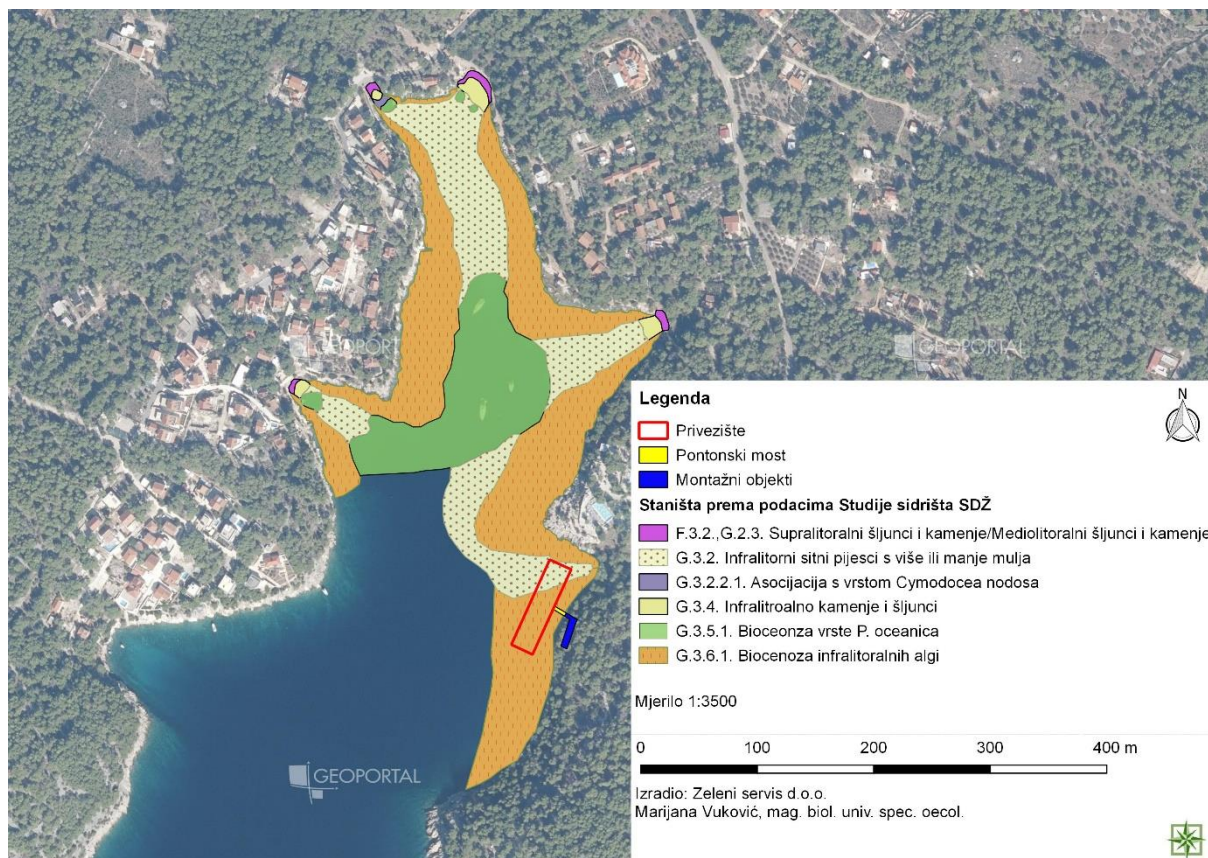 GEOPORTAL
GEOPORTAL
GEOPORTAL
Legenda
N
Privezište
Pontonski most
Montažni objekti
Staništa prema podacima Studije sidrišta SDŽ
F.3.2.,G.2.3. Supralitoralni šljunci i kamenje/Mediolitoralni šljunci i kamenje
G.3.2. Infralitorni sitni pijesci s više ili manje mulja
G.3.2.2.1. Asocijacija s vrstom Cymodocea nodosa
G.3.4. Infralitroalno kamenje i šljunci
G.3.5.1. Bioceonza vrste P. oceanica
G.3.6.1. Biocenoza infralitoralnih algi
Mjerilo 1:3500
0 100 200 300 400 m
Izradio: Zeleni servis d.o.o.
Marijana Vuković, mag. biol. univ. spec. oecol.